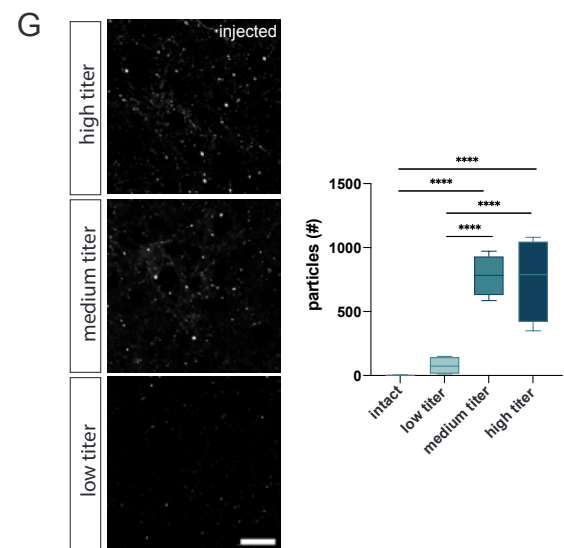 G
injected
high titer
medium titer
low titer
****
****
****
****
particles (#)
1500
1000
500
0
intact
low titer
medium titer
high titer